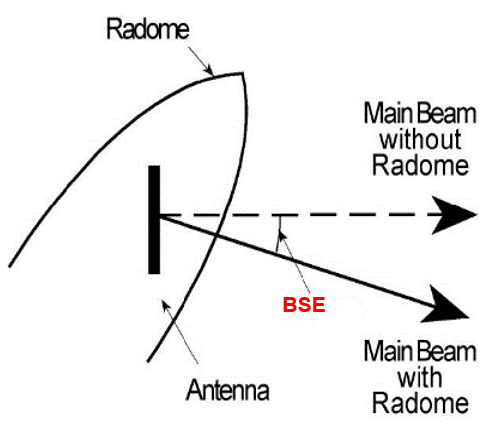 Radome
Main Beam
without
Radome
BSE
Main Beam
with
Radome
Antenna